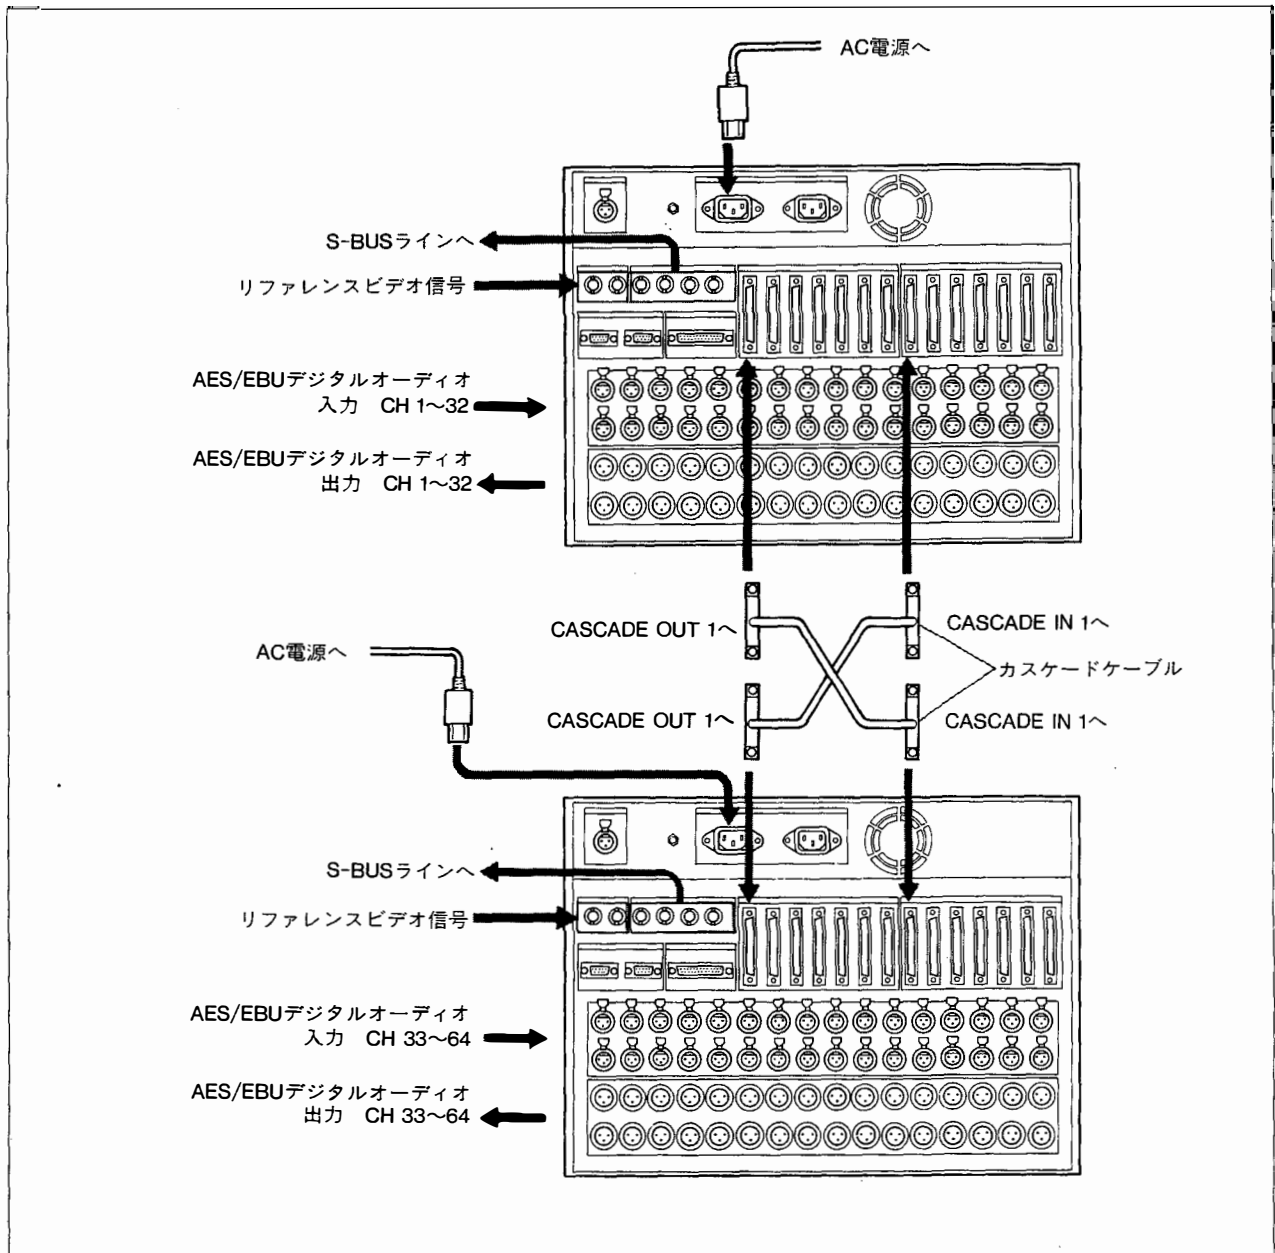 AC電源へ
S-BUSラインへ
リファレンスビデオ信号
AES/EBUデジタルオーディオ
入力 CH 1〜32
AES/EBUデジタルオーディオ
出力 CH 1〜32
CASCADE OUT 1へ
CASCADE IN 1へ
AC電源へ
カスケードケーブル
CASCADE OUT 1へ
CASCADE IN 1へ
S-BUSラインへ
リファレンスビデオ信号
AES/EBUデジタルオーディオ
入力 CH 33〜64
AES/EBUデジタルオーディオ
出力 CH 33〜64